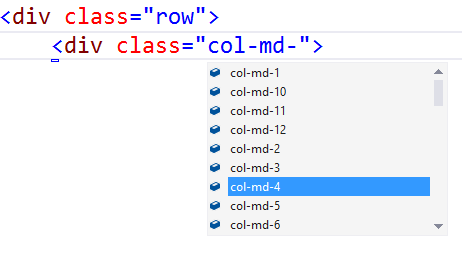 <div class="row">
<div class="col-md-">
col-md-1
col-md-10
col-md-11
col-md-12
col-md-2
col-md-3
col-md-4
col-md-5
col-md-6